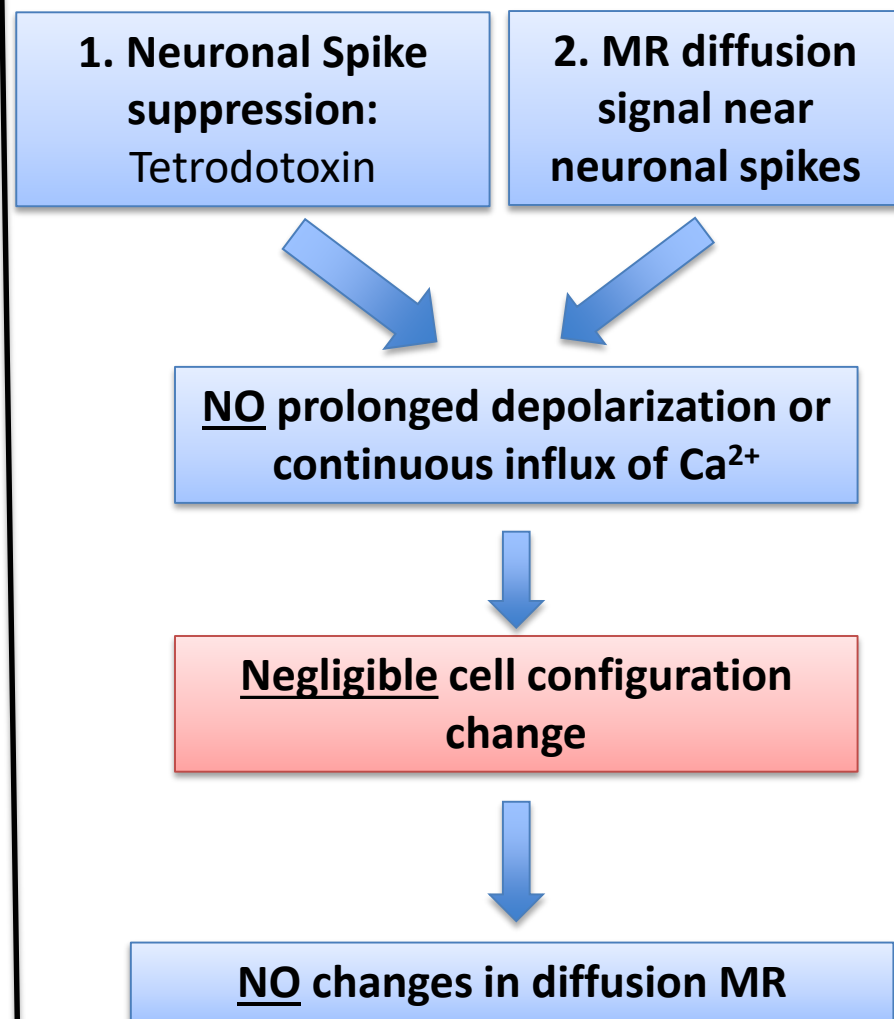 1. Neuronal Spike
suppression:
Tetrodotoxin
2. MR diffusion
signal near
neuronal spikes
NO prolonged depolarization or
continuous influx of Ca²⁺
Negligible cell configuration
change
NO changes in diffusion MR